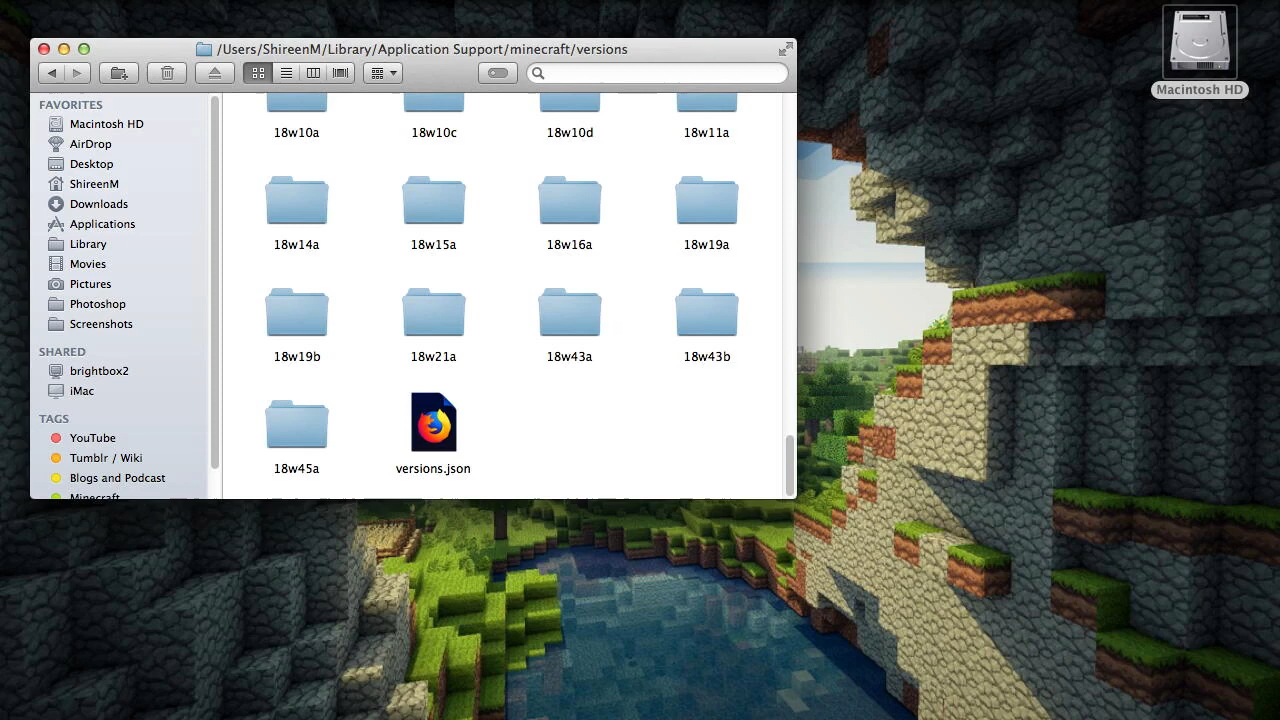 /Users/ShireenM/Library/Application Support/minecraft/versions
Macintosh HD
FAVORITES
Macintosh HD
AirDrop
Desktop
ShireenM
Downloads
Applications
Library
Movies
Pictures
Photoshop
Screenshots
SHARED
brightbox2
iMac
TAGS
YouTube
Tumblr / Wiki
Blogs and Podcast
Minecraft
18w10a 18w10c 18w10d 18w11a
18w14a 18w15a 18w16a 18w19a
18w19b 18w21a 18w43a 18w43b
18w45a versions.json